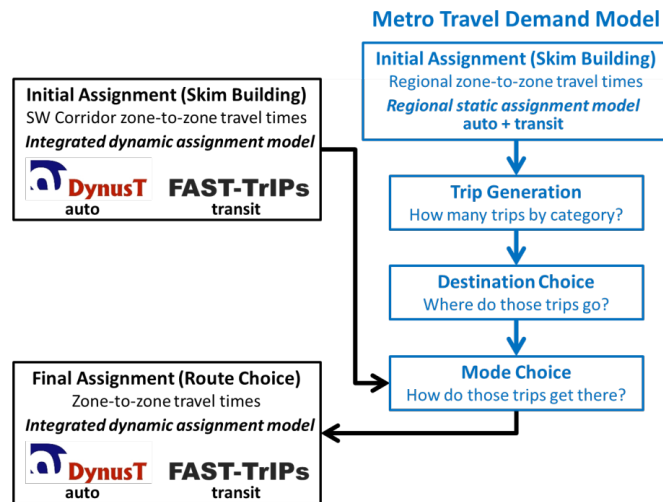 Metro Travel Demand Model
Initial Assignment (Skim Building)
Regional zone-to-zone travel times
Regional static assignment model
auto + transit
Initial Assignment (Skim Building)
SW Corridor zone-to-zone travel times
Integrated dynamic assignment model
DynusT
FAST-TrIPs
auto
transit
Trip Generation
How many trips by category?
Destination Choice
Where do those trips go?
Mode Choice
How do those trips get there?
Final Assignment (Route Choice)
Zone-to-zone travel times
Integrated dynamic assignment model
DynusT
FAST-TrIPs
auto
transit